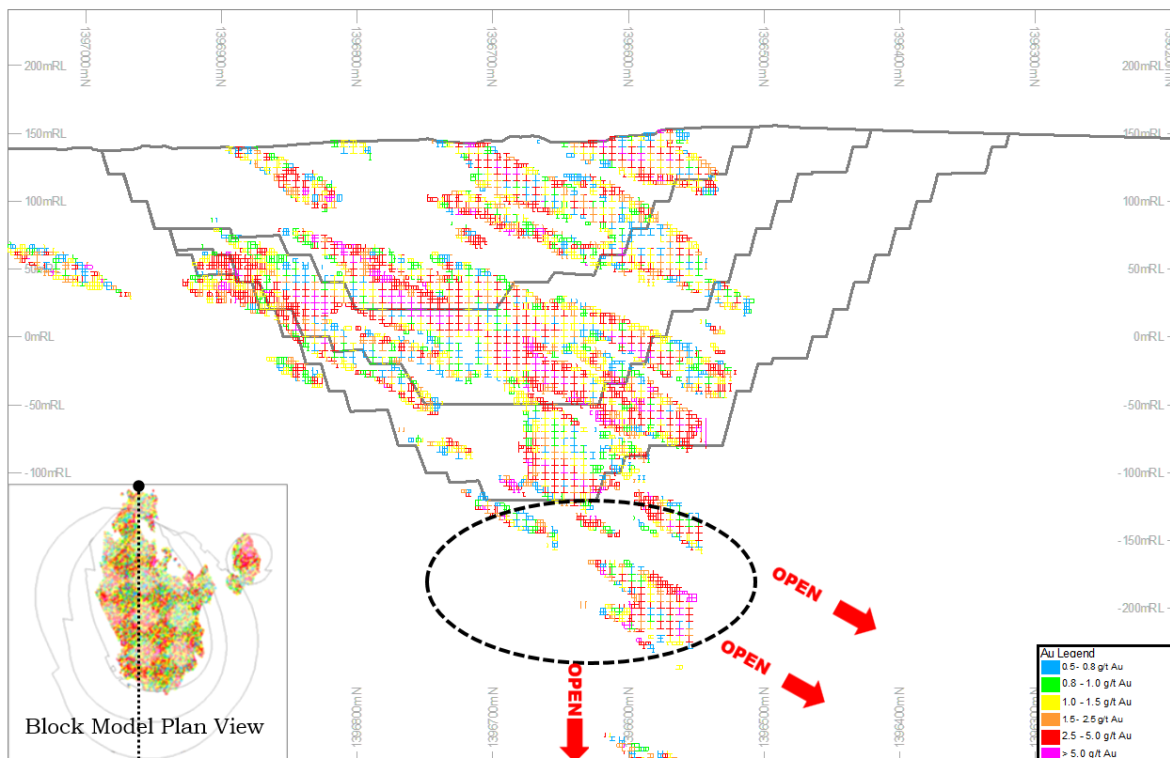 1397000mN
1396900mN
1396800mN
1396700mN
1396600mN
1396500mN
1396400mN
1396300mN
200mRL 200mRL
150mRL 150mRL
100mRL 100mRL
50mRL 50mRL
0mRL 0mRL
-50mRL -50mRL
-100mRL -100mRL
-150mRL
-200mRL
OPEN
OPEN
OPEN
Block Model Plan View
1396800mN
1396700mN
1396600mN
1396500mN
1396400mN
1396300mN
Au Legend
0.5- 0.8 g/t Au
0.8 - 1.0 g/t Au
1.0 - 1.5 g/t Au
1.5 - 2.5 g/t Au
2.5 - 5.0 g/t Au
> 5.0 g/t Au